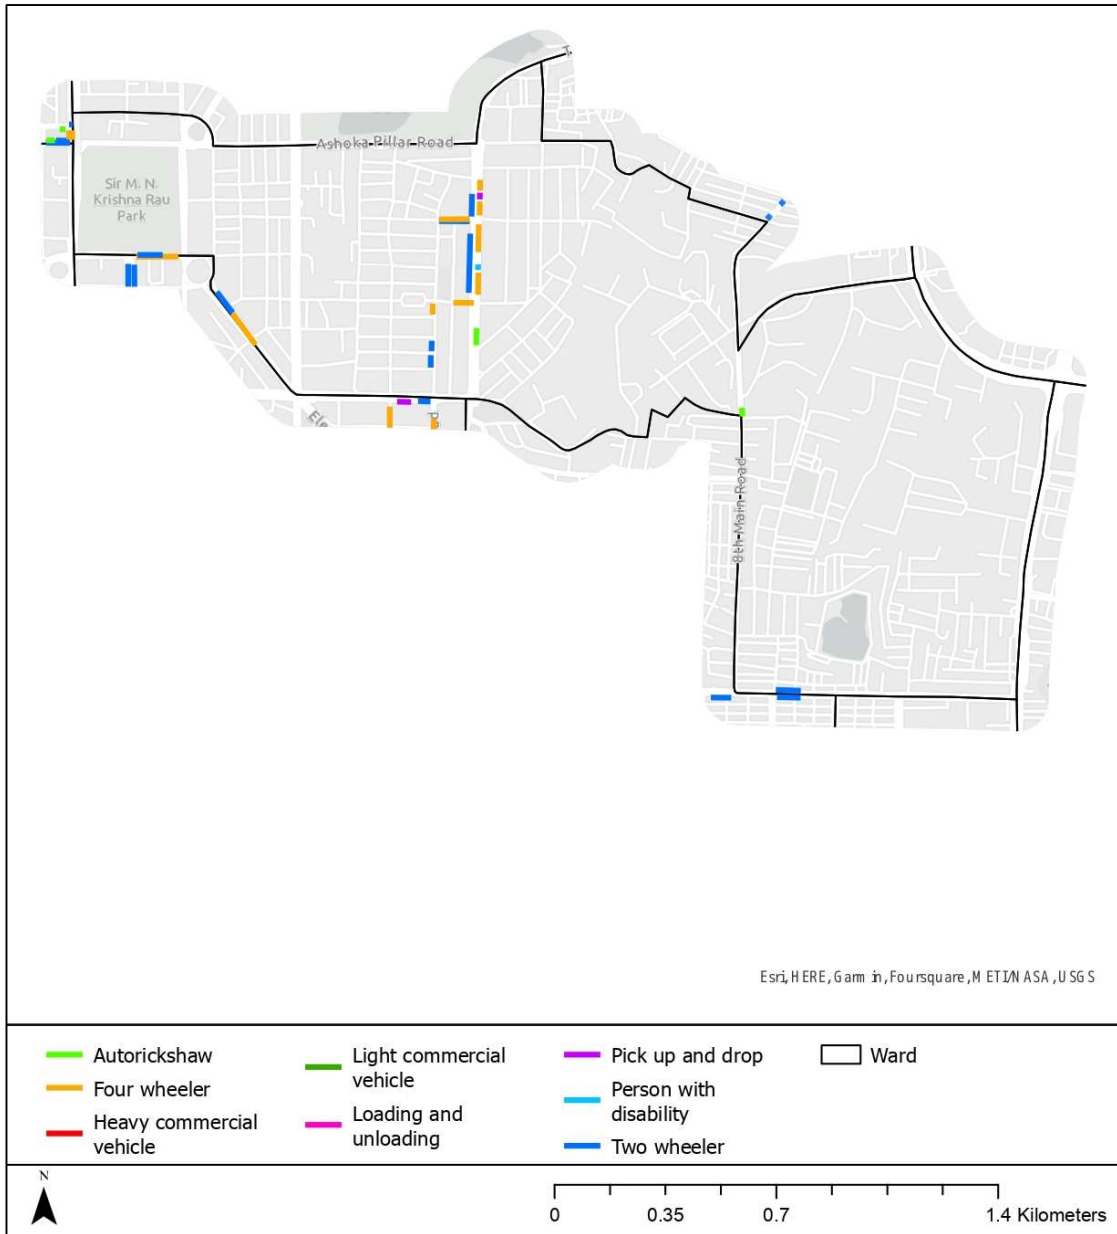 T
Ashoka Pillar Road
Sir M. N.
Krishna Rau
Park
Ele
pa
8th Main Road
Esri, HERE, Garmin, Foursquare, METI/NASA, USGS
Autorickshaw
Four wheeler
Heavy commercial
vehicle
Light commercial
vehicle
Loading and
unloading
Pick up and drop
Person with
disability
Two wheeler
Ward
N
0 0.35 0.7 1.4 Kilometers